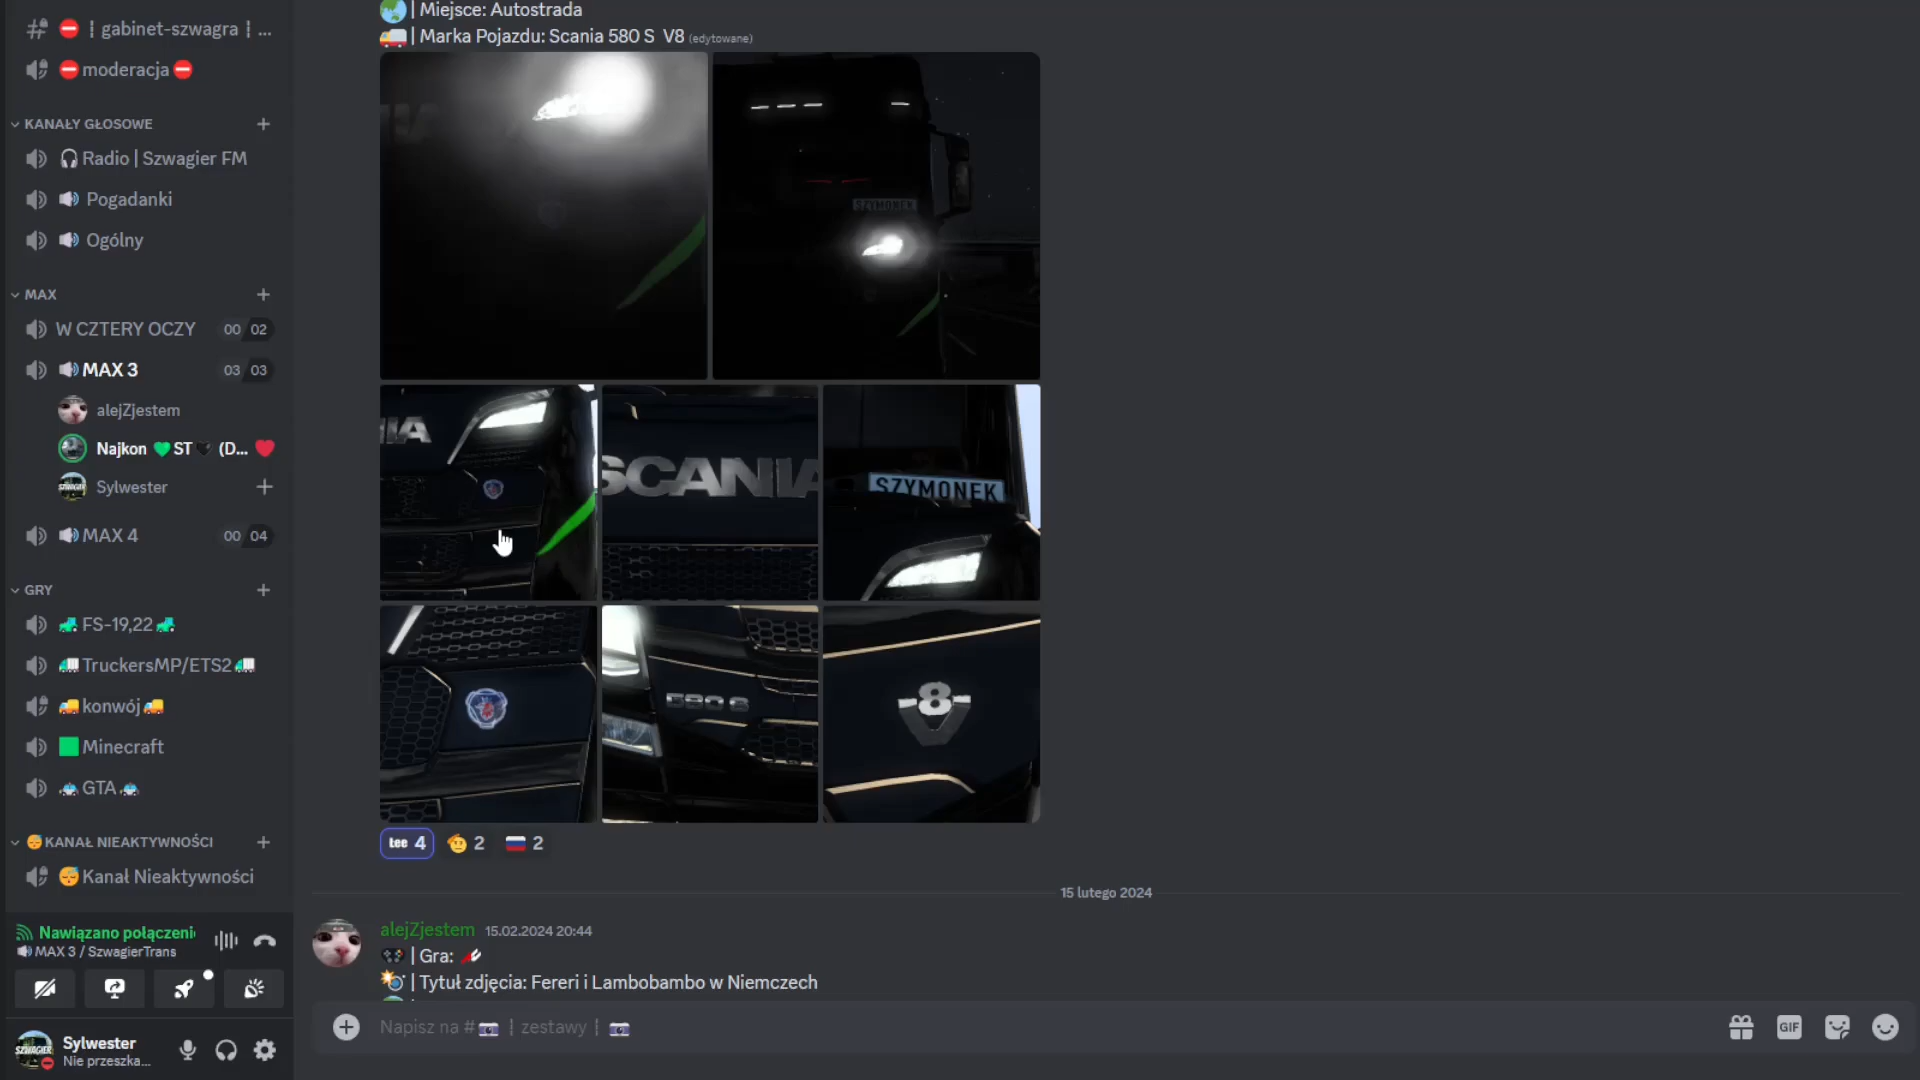 | gabinet-szwagra | ...
moderacja
KANAŁY GŁOSOWE
Radio | Szwagier FM
Pogadanki
Ogólny
MAX
W CZTERY OCZY 00 02
MAX 3 03 03
alejZjestem
Najkon 💚ST🖤 (D... ❤️
Sylwester
MAX 4 00 04
GRY
FS-19,22
TruckersMP/ETS2
konwój
Minecraft
GTA
KANAŁ NIEAKTYWNOŚCI
Kanał Nieaktywności
Nawiązano połączeni
MAX 3 / SzwagierTrans
SZWAGIER
Sylwester
Nie przeszka...
| Miejsce: Autostrada
| Marka Pojazdu: Scania 580 S V8 (edytowane)
SZYMONEK
IA
SCANIA
SZYMONEK
580 S
V8
tee 4
2
2
15 lutego 2024
alejZjestem 15.02.2024 20:44
| Gra:
| Tytuł zdjęcia: Fereri i Lambobambo w Niemczech
Napisz na # 📷 | zestawy | 📷
GIF